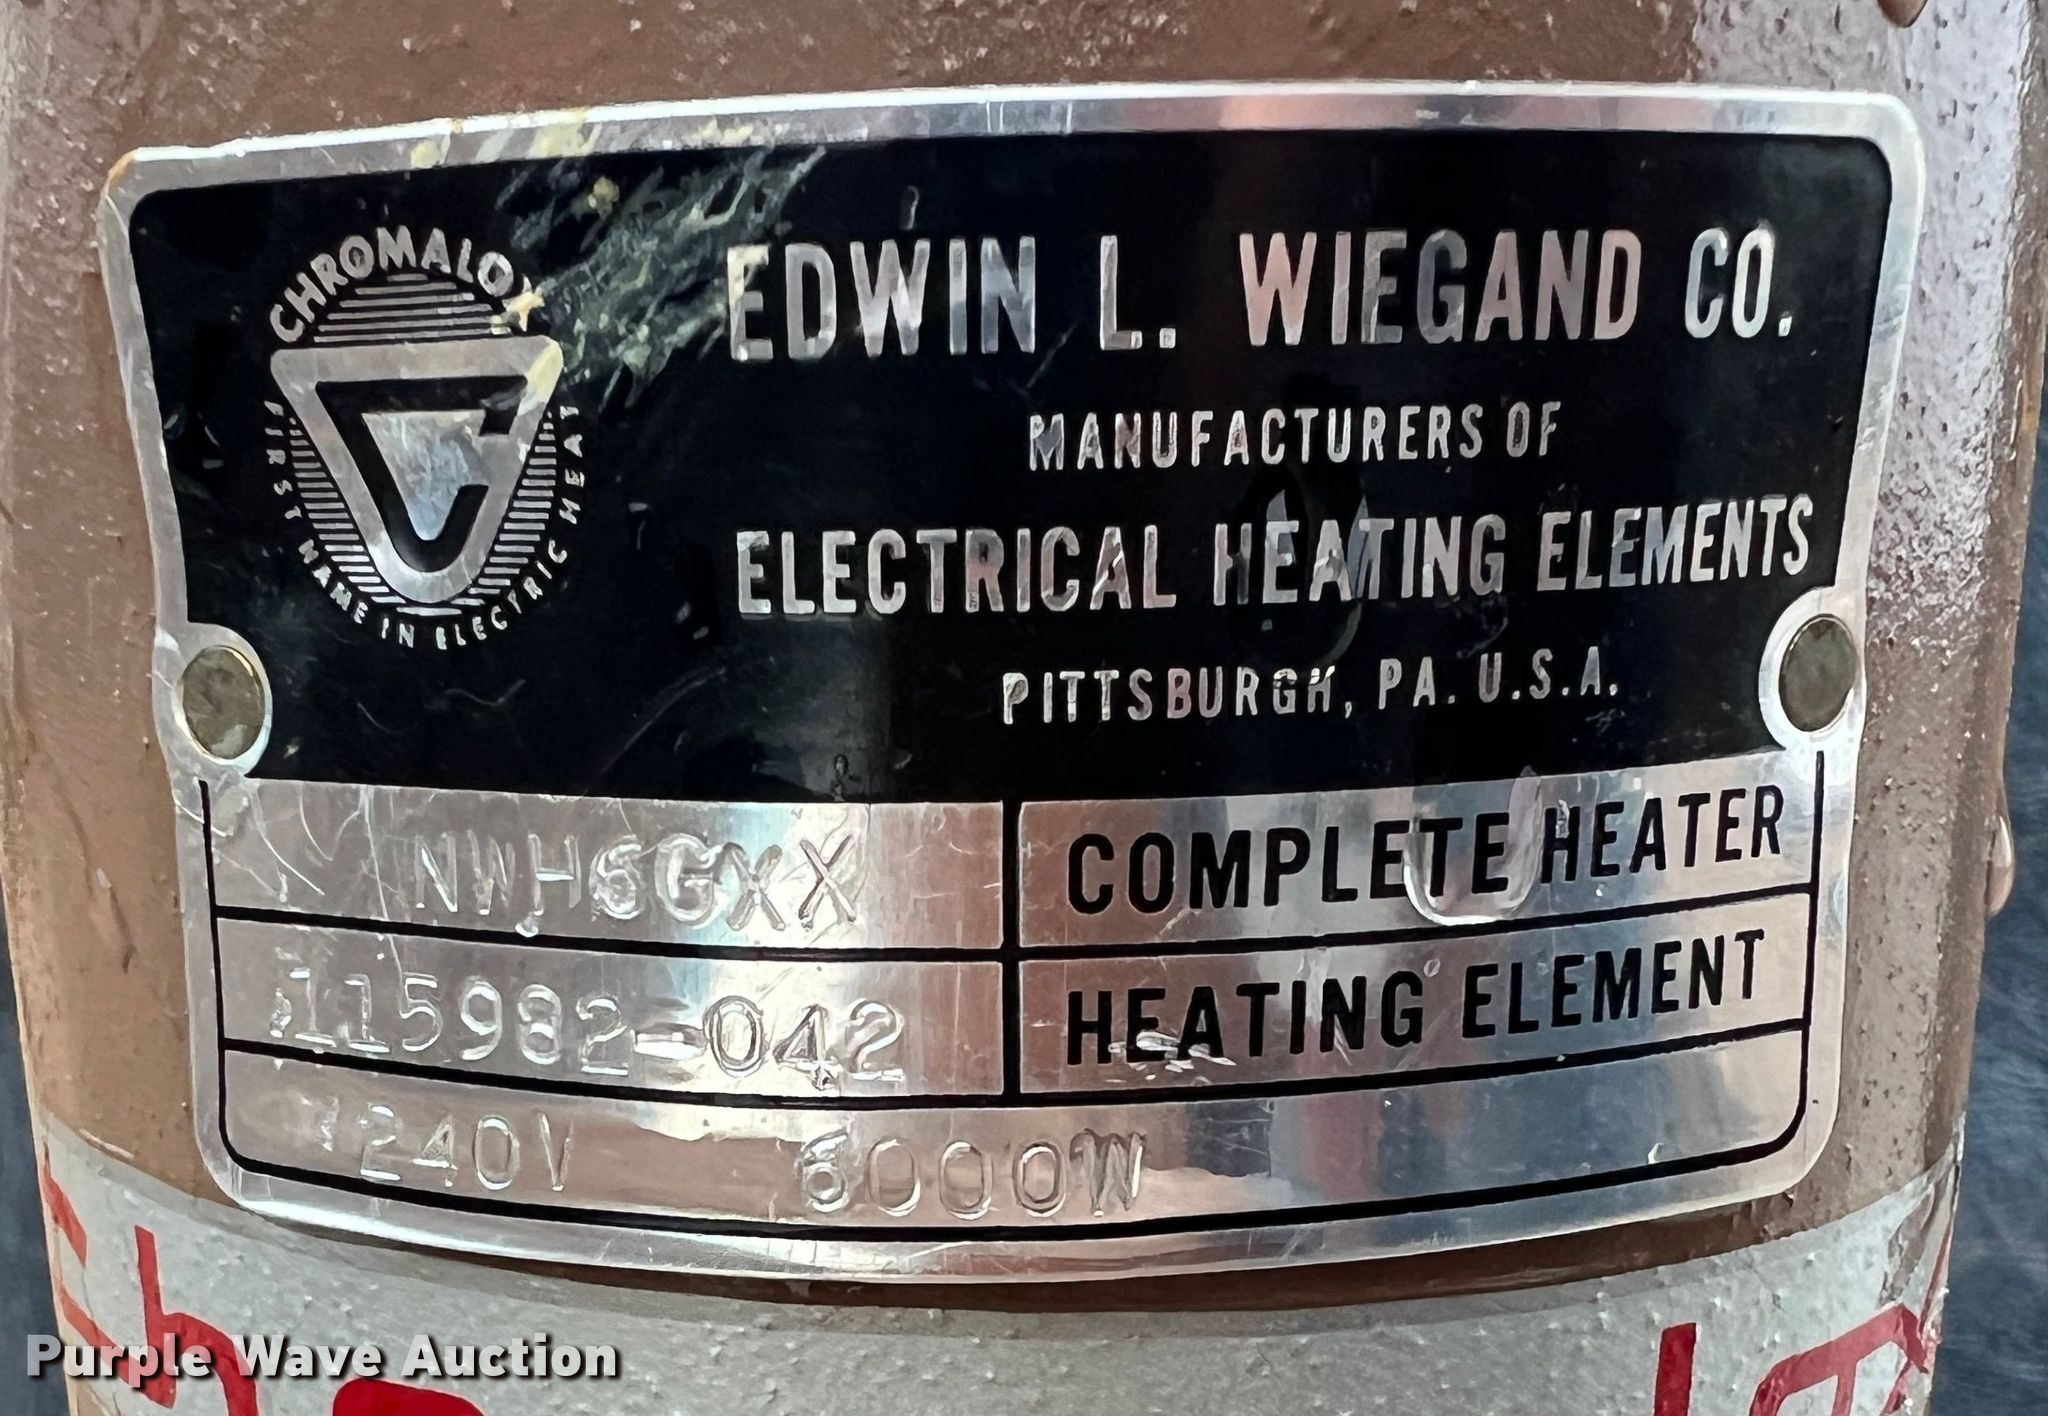 CHROMALOX
FIRST NAME IN ELECTRIC HEAT
EDWIN L. WIEGAND CO.
MANUFACTURERS OF
ELECTRICAL HEATING ELEMENTS
PITTSBURGH, PA. U.S.A.
NWH6GXX COMPLETE HEATER
115982-042 HEATING ELEMENT
240V 6000W
Purple Wave Auction